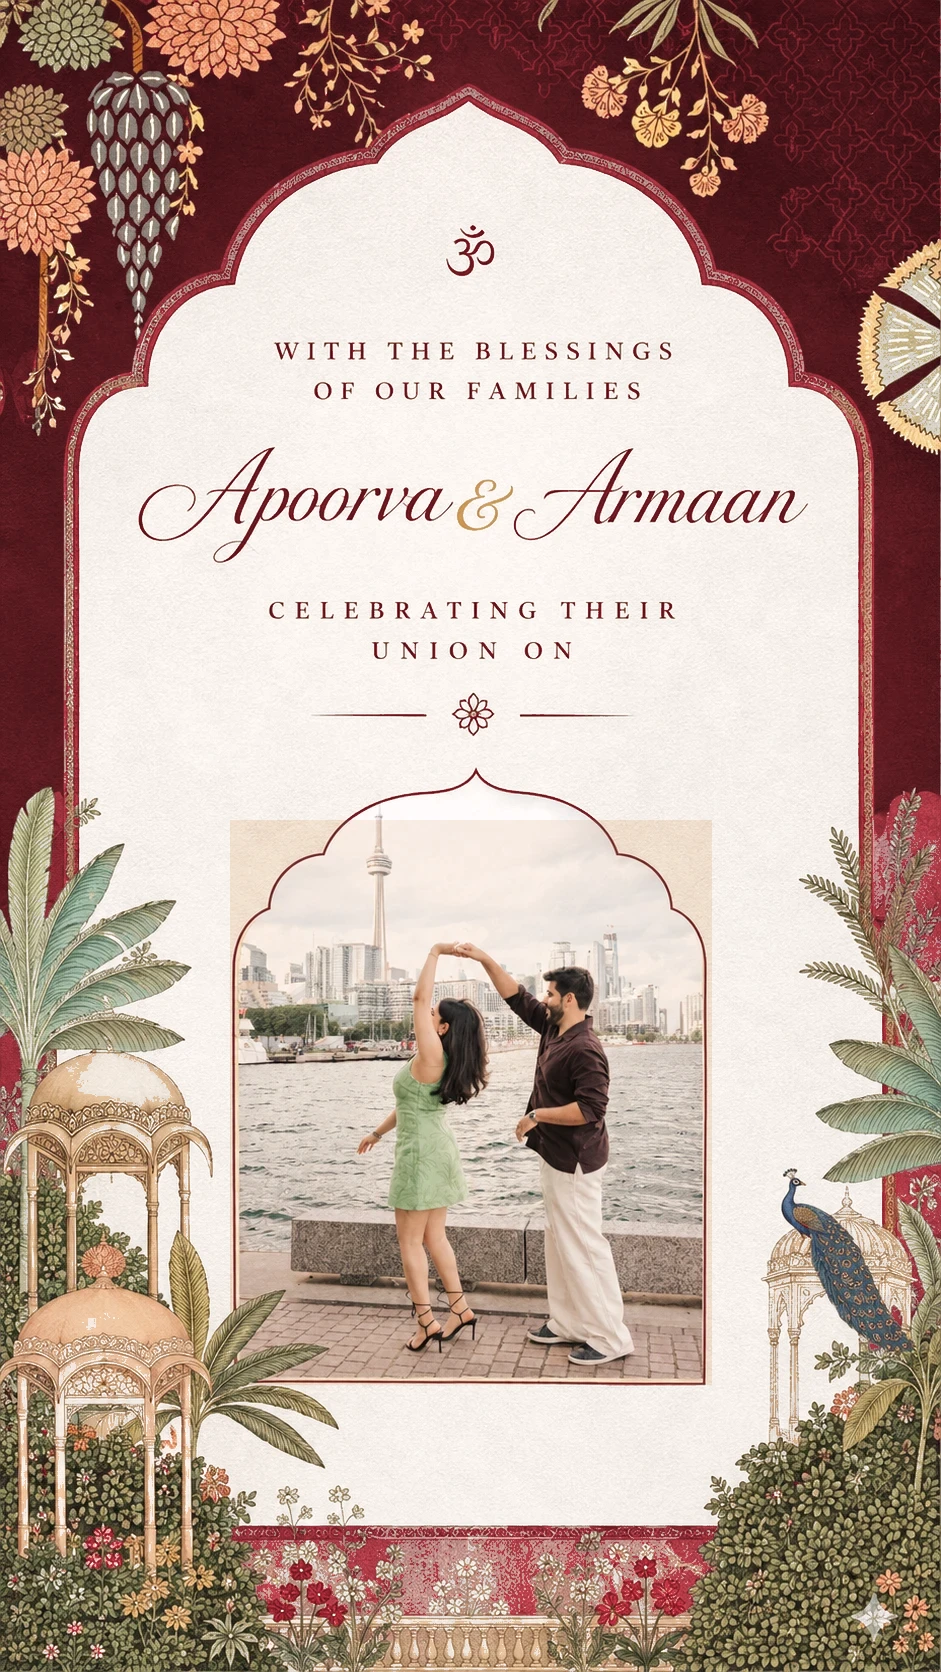 ॐ
WITH THE BLESSINGS
OF OUR FAMILIES
Apoorva & Armaan
CELEBRATING THEIR
UNION ON